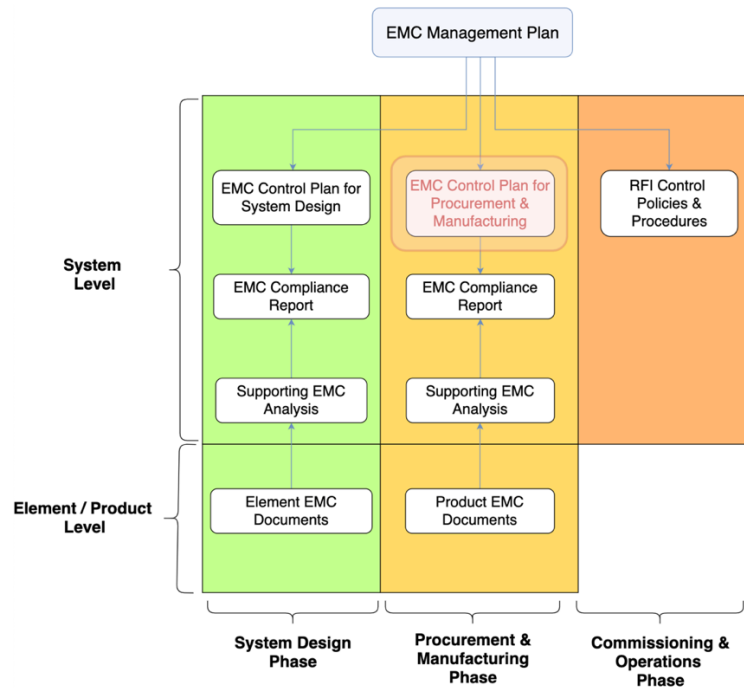 EMC Management Plan
EMC Control Plan for
System Design
EMC Control Plan for
Procurement &
Manufacturing
RFI Control
Policies &
Procedures
System
Level
EMC Compliance
Report
EMC Compliance
Report
Supporting EMC
Analysis
Supporting EMC
Analysis
Element / Product
Level
Element EMC
Documents
Product EMC
Documents
System Design
Phase
Procurement &
Manufacturing
Phase
Commissioning &
Operations
Phase